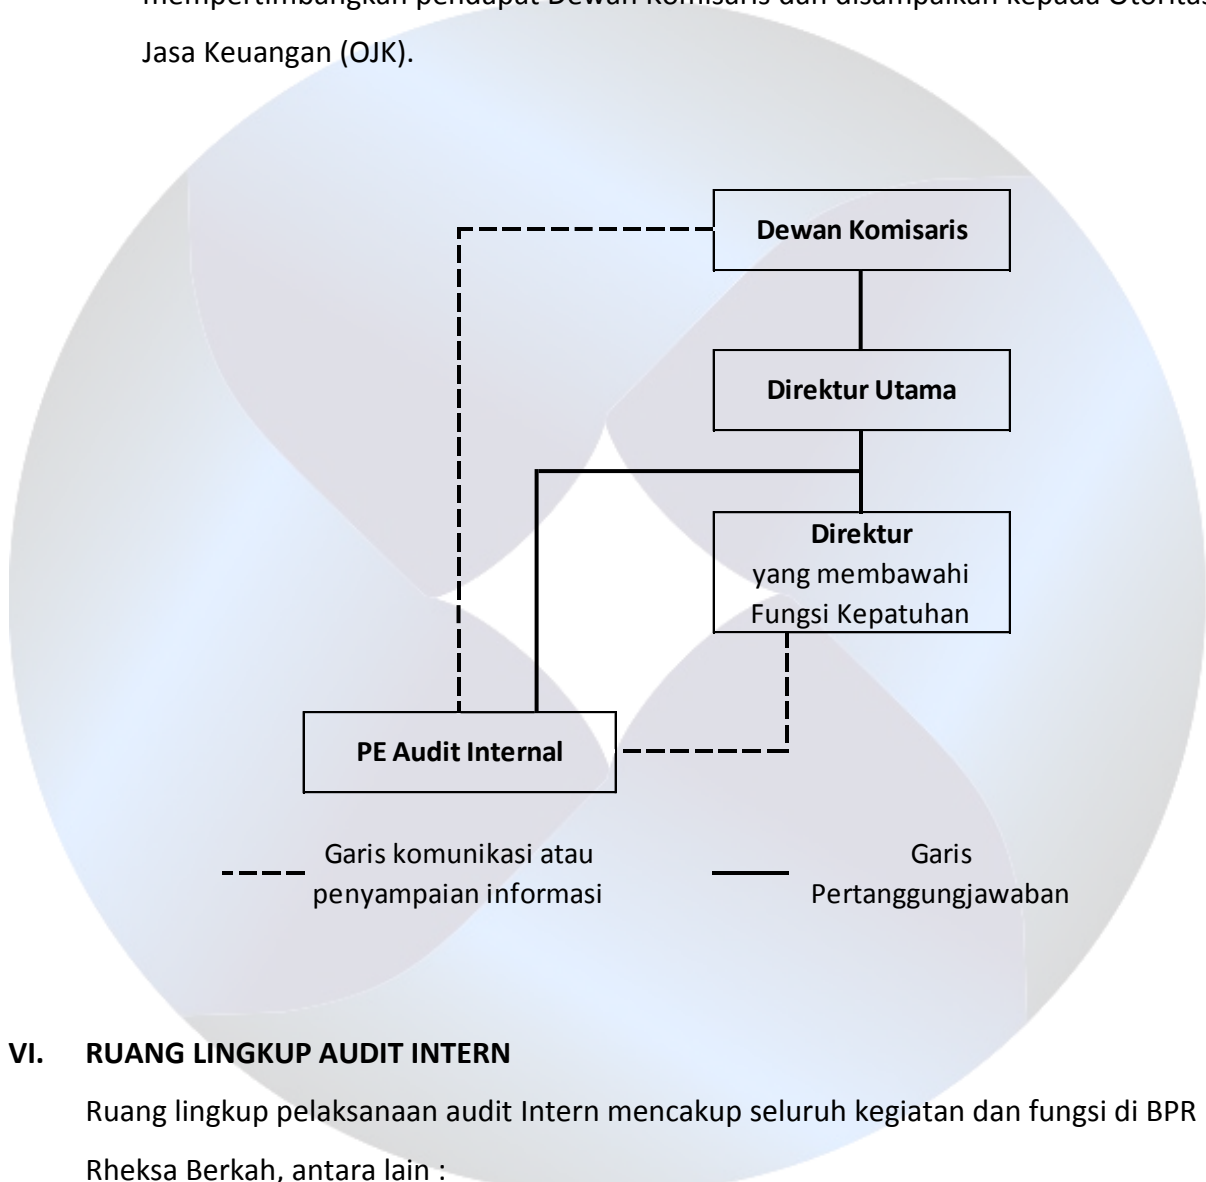 mempertimbangkan pendapat Dewan Komisaris dan disampaikan kepada Otoritas
Jasa Keuangan (OJK).
Dewan Komisaris
Direktur Utama
Direktur
yang membawahi
Fungsi Kepatuhan
PE Audit Internal
Garis komunikasi atau
penyampaian informasi
Garis
Pertanggungjawaban
VI. RUANG LINGKUP AUDIT INTERN
Ruang lingkup pelaksanaan audit Intern mencakup seluruh kegiatan dan fungsi di BPR
Rheksa Berkah, antara lain :